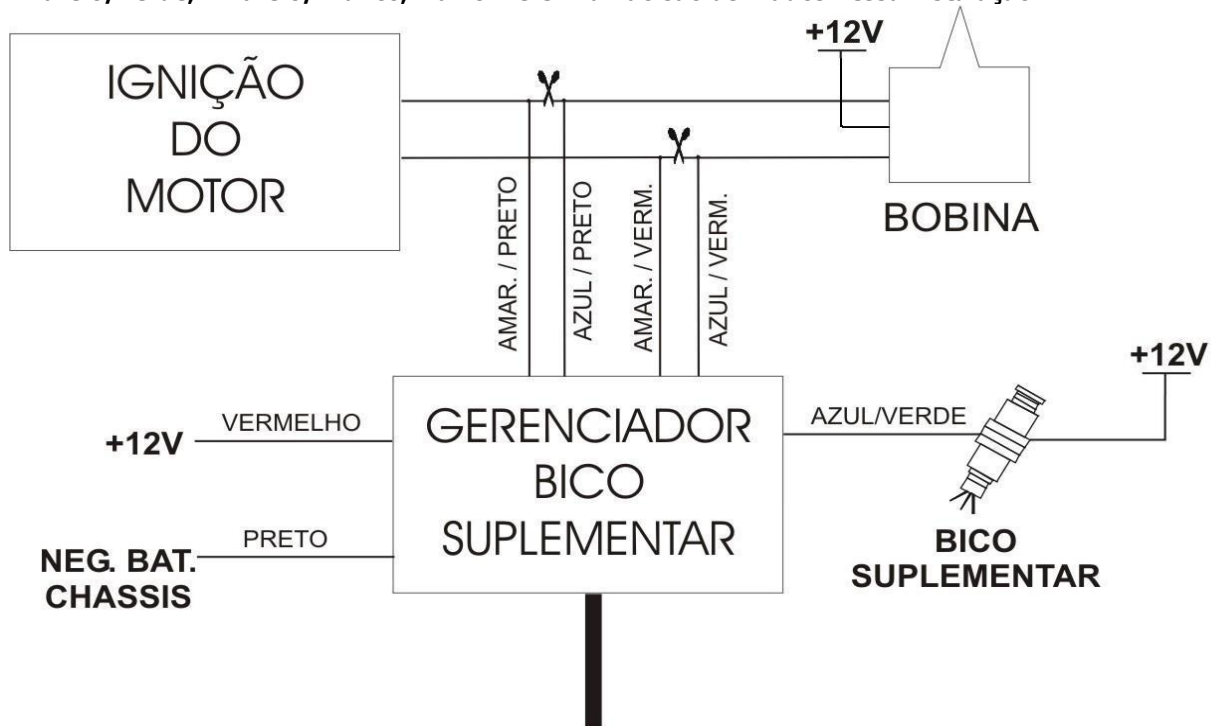 +12V
IGNIÇÃO
DO
MOTOR
BOBINA
AMAR. / PRETO
AZUL / PRETO
AMAR. / VERM.
AZUL / VERM.
+12V
VERMELHO
+12V
GERENCIADOR
BICO
SUPLEMENTAR
AZUL/VERDE
PRETO
NEG. BAT.
CHASSIS
BICO
SUPLEMENTAR